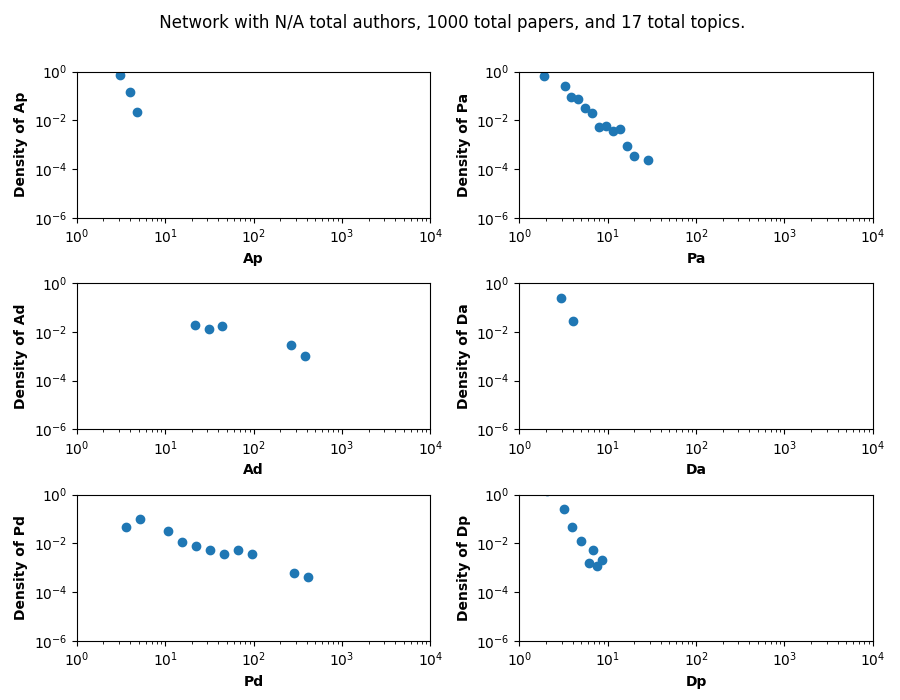 Network with N/A total authors, 1000 total papers, and 17 total topics.
Density of Ap
10^0
10^-2
10^-4
10^-6
10^0 10^1 10^2 10^3 10^4
Ap
Density of Pa
10^0
10^-2
10^-4
10^-6
10^0 10^1 10^2 10^3 10^4
Pa
Density of Ad
10^0
10^-2
10^-4
10^-6
10^0 10^1 10^2 10^3 10^4
Ad
Density of Da
10^0
10^-2
10^-4
10^-6
10^0 10^1 10^2 10^3 10^4
Da
Density of Pd
10^0
10^-2
10^-4
10^-6
10^0 10^1 10^2 10^3 10^4
Pd
Density of Dp
10^0
10^-2
10^-4
10^-6
10^0 10^1 10^2 10^3 10^4
Dp